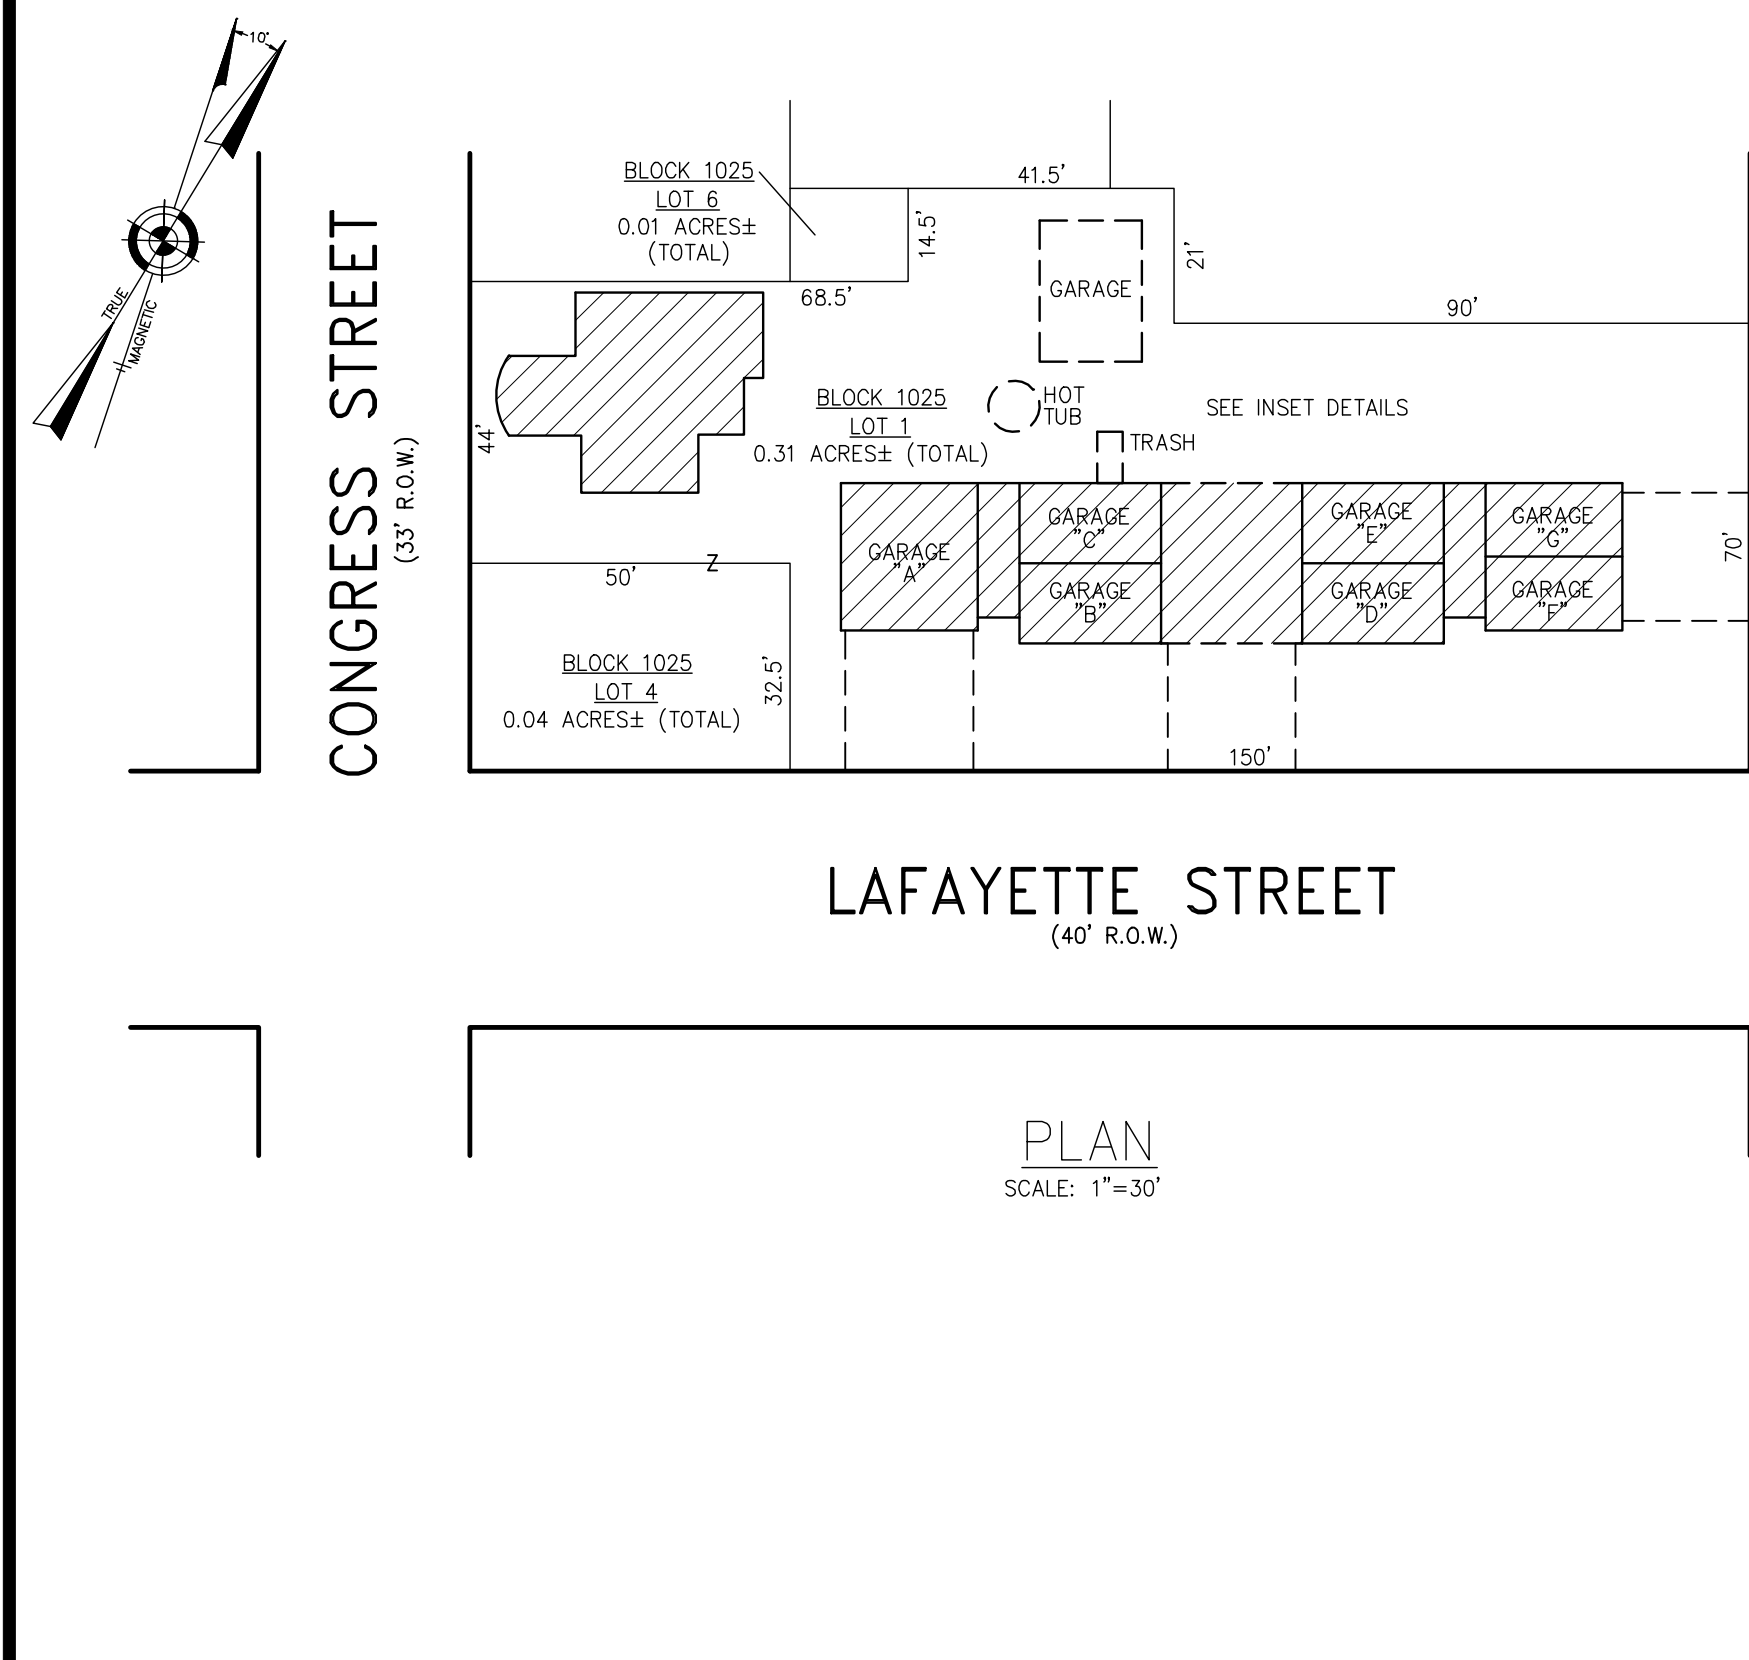 10°
TRUE
MAGNETIC
BLOCK 1025
LOT 6
0.01 ACRES±
(TOTAL)
41.5'
14.5'
21'
68.5'
GARAGE
90'
CONGRESS STREET
(33' R.O.W.)
44'
BLOCK 1025
LOT 1
0.31 ACRES± (TOTAL)
HOT
TUB
TRASH
SEE INSET DETAILS
GARAGE
"A"
GARAGE
"C"
GARAGE
"B"
GARAGE
"E"
GARAGE
"D"
GARAGE
"G"
GARAGE
"F"
70'
50'
Z
BLOCK 1025
LOT 4
0.04 ACRES± (TOTAL)
32.5'
150'
LAFAYETTE STREET
(40' R.O.W.)
PLAN
SCALE: 1"=30'